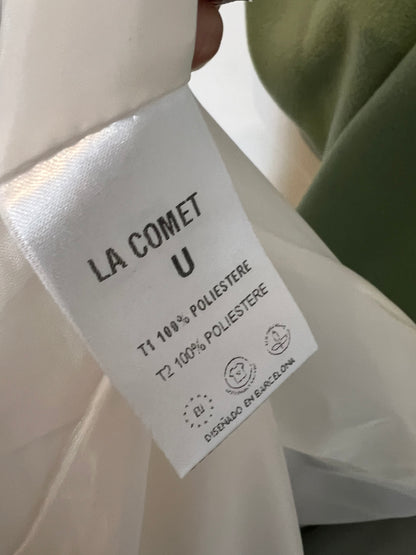 LA COMET
U
T1 100% POLIESTERE
T2 100% POLIESTERE
EU
DISEÑADO EN BARCELONA